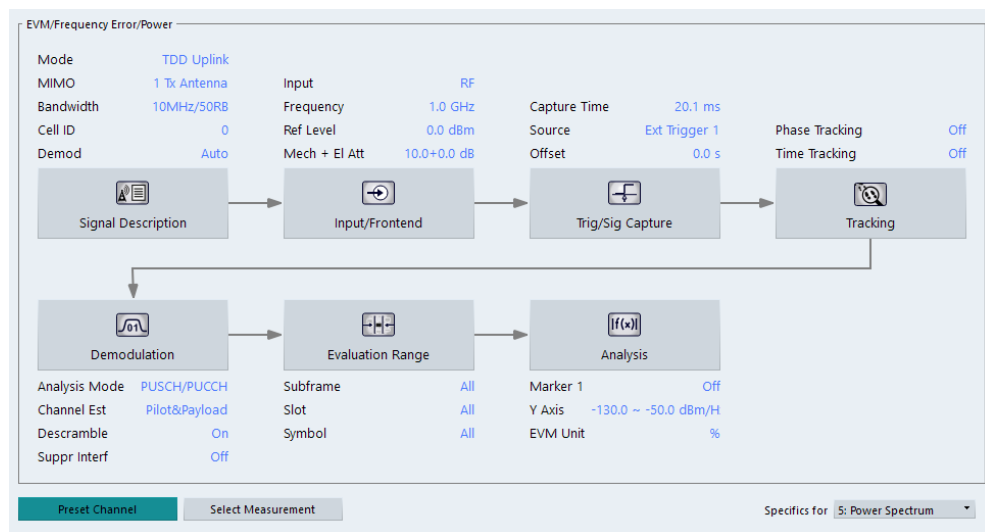 EVM/Frequency Error/Power
Mode TDD Uplink
MIMO 1 Tx Antenna Input RF
Bandwidth 10MHz/50RB Frequency 1.0 GHz Capture Time 20.1 ms
Cell ID 0 Ref Level 0.0 dBm Source Ext Trigger 1 Phase Tracking Off
Demod Auto Mech + El Att 10.0+0.0 dB Offset 0.0 s Time Tracking Off
Signal Description Input/Frontend Trig/Sig Capture Tracking
01 |f(x)|
Demodulation Evaluation Range Analysis
Analysis Mode PUSCH/PUCCH Subframe All Marker 1 Off
Channel Est Pilot&Payload Slot All Y Axis -130.0 ~ -50.0 dBm/H
Descramble On Symbol All EVM Unit %
Suppr Interf Off
Preset Channel Select Measurement Specifics for 5: Power Spectrum